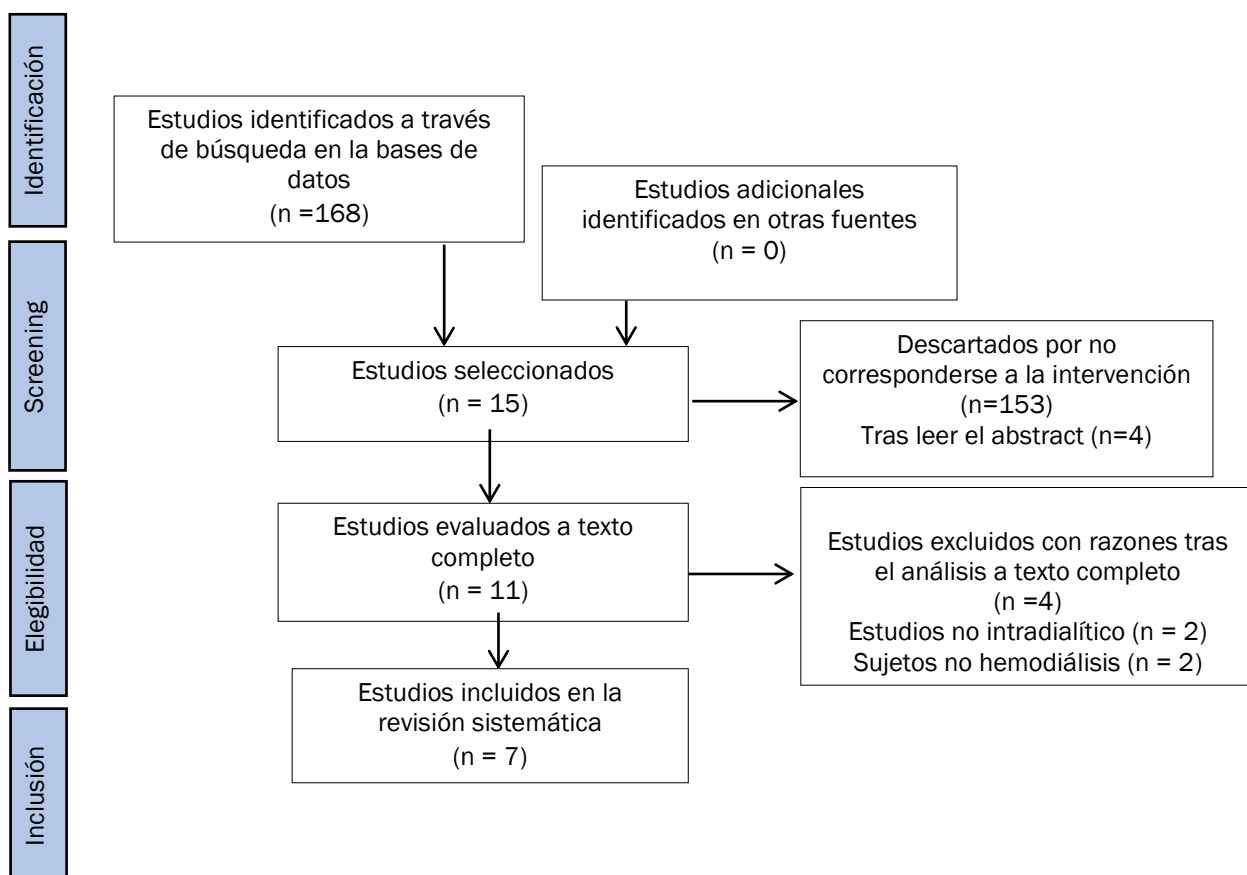 Identificación
Estudios identificados a través
de búsqueda en la bases de
datos
(n =168)
Estudios adicionales
identificados en otras fuentes
(n = 0)
Screening
Estudios seleccionados
(n = 15)
Descartados por no
corresponderse a la intervención
(n=153)
Tras leer el abstract (n=4)
Elegibilidad
Estudios evaluados a texto
completo
(n = 11)
Estudios excluidos con razones tras
el análisis a texto completo
(n =4)
Estudios no intradialítico (n = 2)
Sujetos no hemodiálisis (n = 2)
Inclusión
Estudios incluidos en la
revisión sistemática
(n = 7)